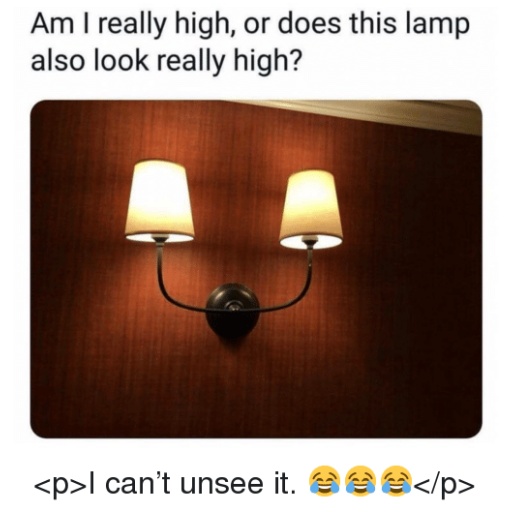 Am I really high, or does this lamp
also look really high?
<p>I can’t unsee it. 😂😂😂</p>